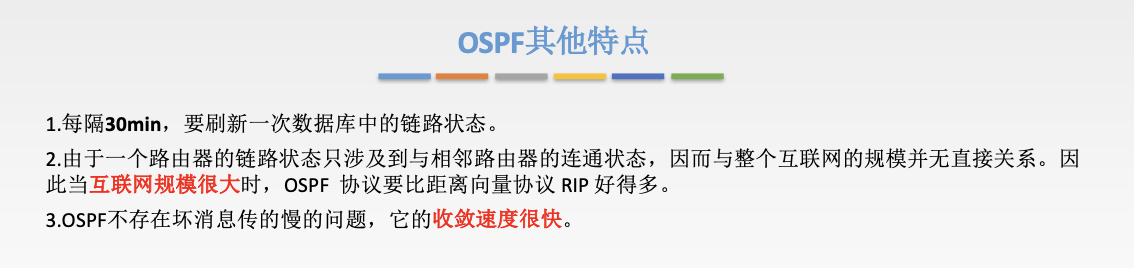 OSPF其他特点
1.每隔30min，要刷新一次数据库中的链路状态。
2.由于一个路由器的链路状态只涉及到与相邻路由器的连通状态，因而与整个互联网的规模并无直接关系。因
此当互联网规模很大时，OSPF 协议要比距离向量协议 RIP 好得多。
3.OSPF不存在坏消息传的慢的问题，它的收敛速度很快。